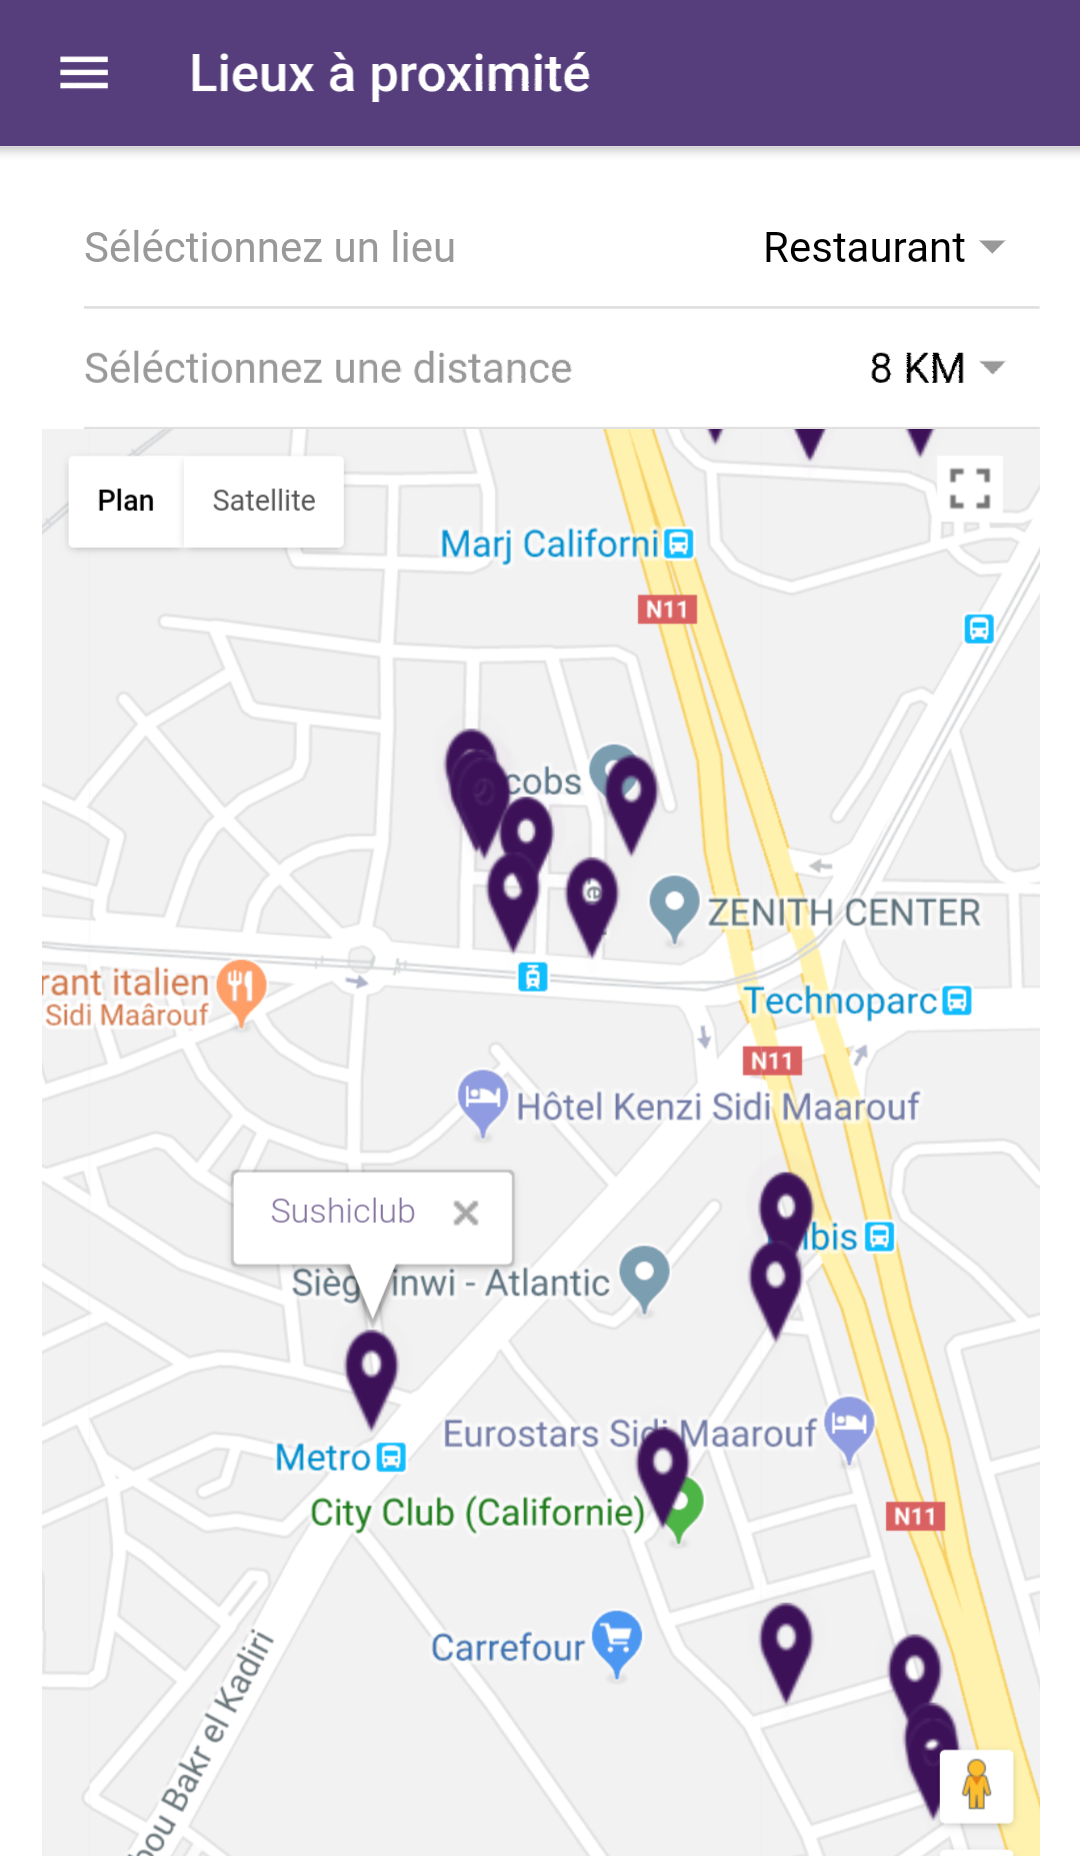 Lieux à proximité
Séléctionnez un lieu
Restaurant
Séléctionnez une distance
8 KM
Plan
Satellite
Marj Californi
N11
cobs
ZENITH CENTER
rant italien
Sidi Maârouf
Technoparc
N11
Hôtel Kenzi Sidi Maarouf
Sushiclub
Ibis
Sièg inwi - Atlantic
Eurostars Sidi Maarouf
Metro
City Club (Californie)
N11
Carrefour
bou Bakr el Kadiri